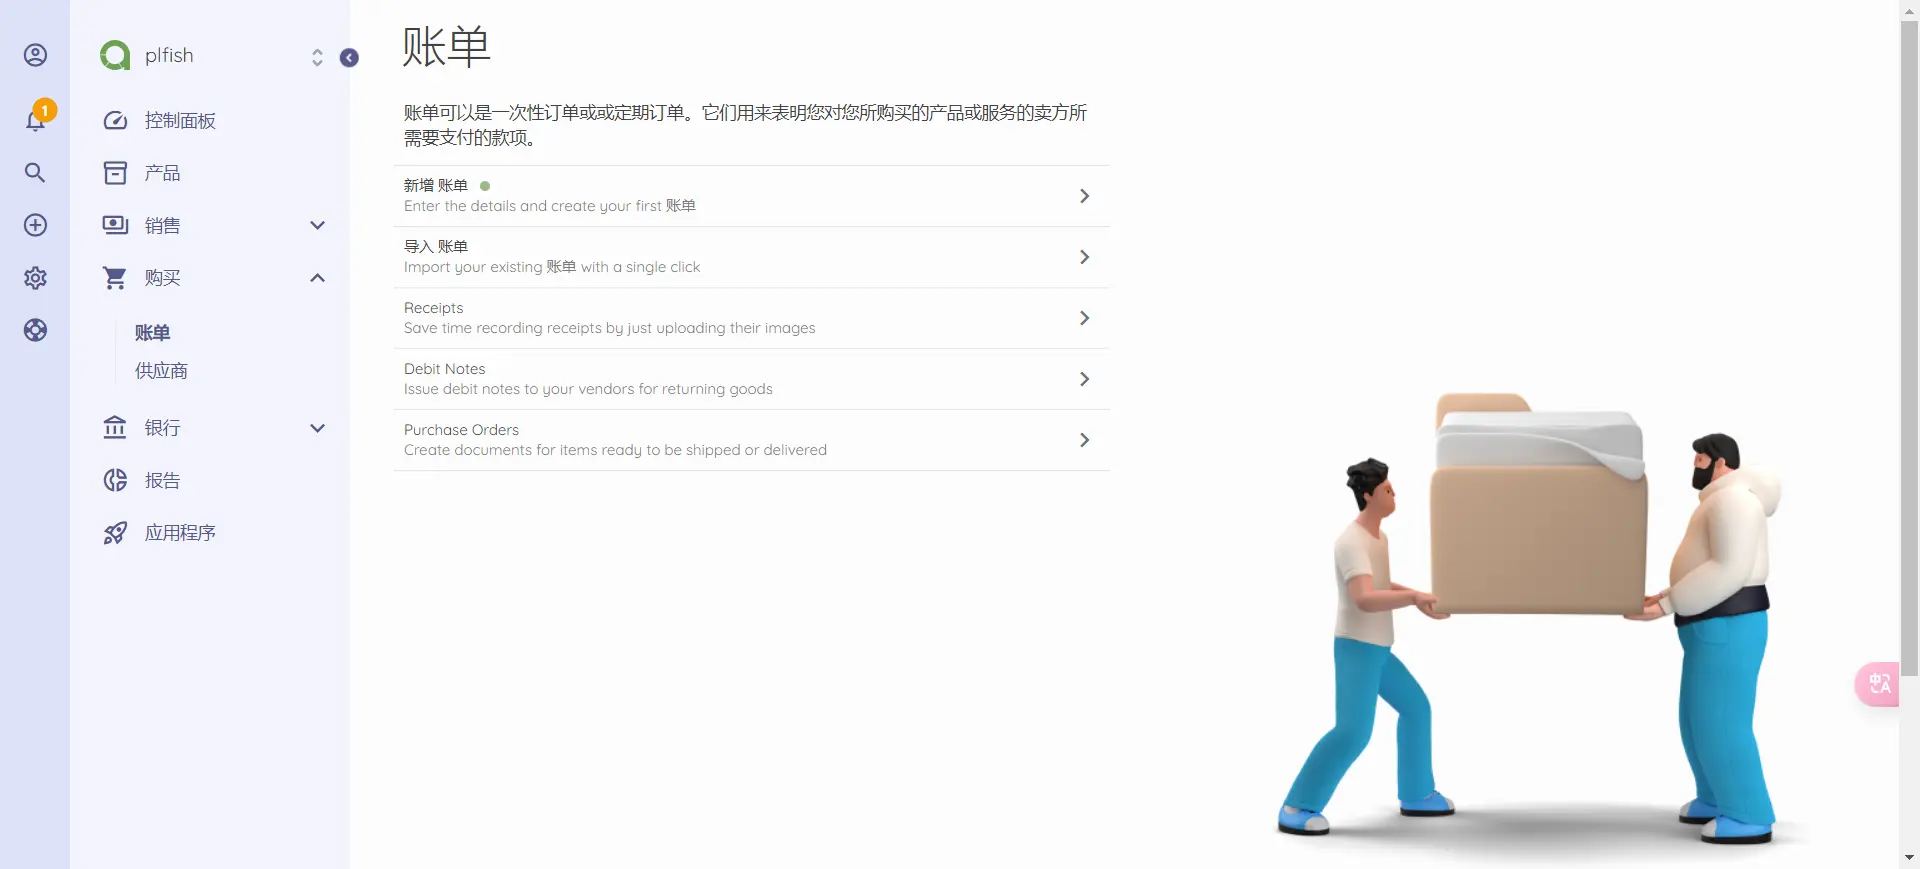 1
plfish
控制面板
产品
销售
购买
账单
供应商
银行
报告
应用程序
账单
账单可以是一次性订单或或定期订单。它们用来表明您对您所购买的产品或服务的卖方所
需要支付的款项。
新增 账单
Enter the details and create your first 账单
导入 账单
Import your existing 账单 with a single click
Receipts
Save time recording receipts by just uploading their images
Debit Notes
Issue debit notes to your vendors for returning goods
Purchase Orders
Create documents for items ready to be shipped or delivered
中
A